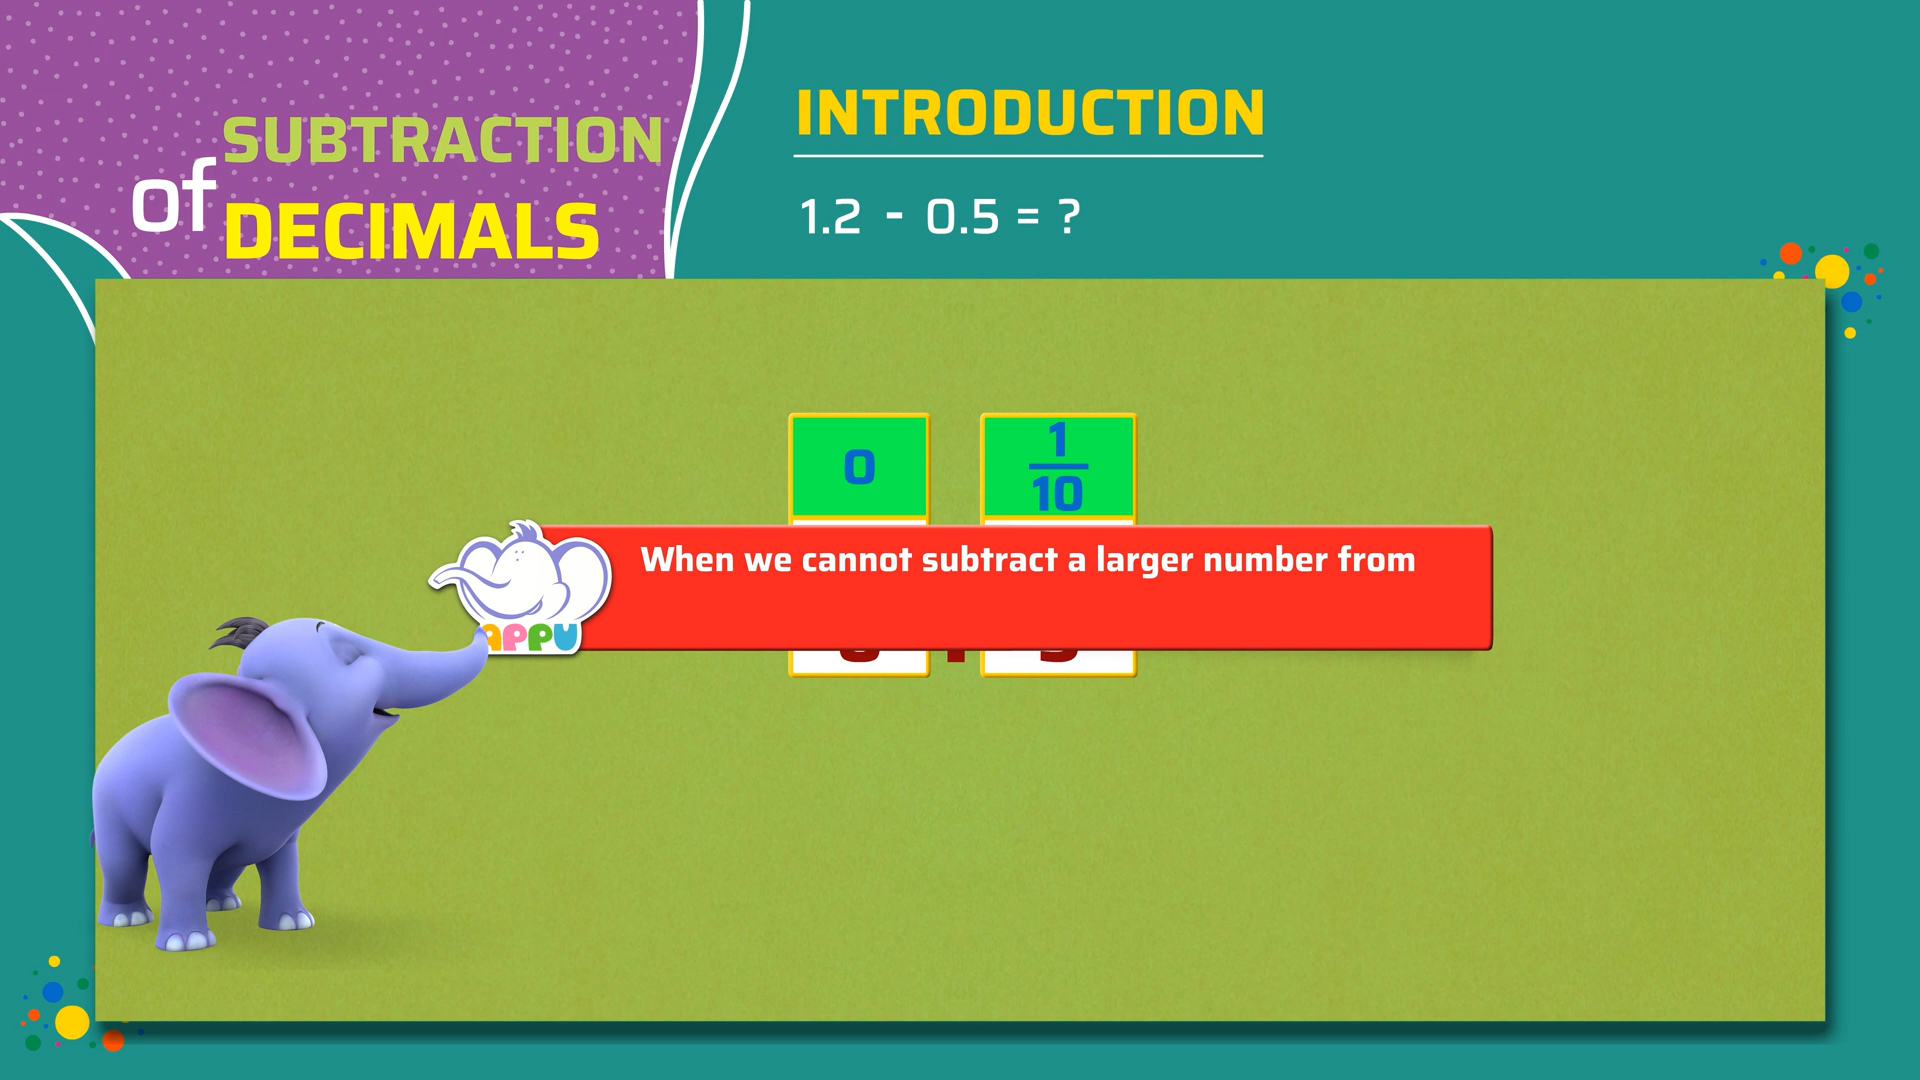 SUBTRACTION
of
DECIMALS
INTRODUCTION
1.2 - 0.5 = ?
0
1
10
When we cannot subtract a larger number from
APPU